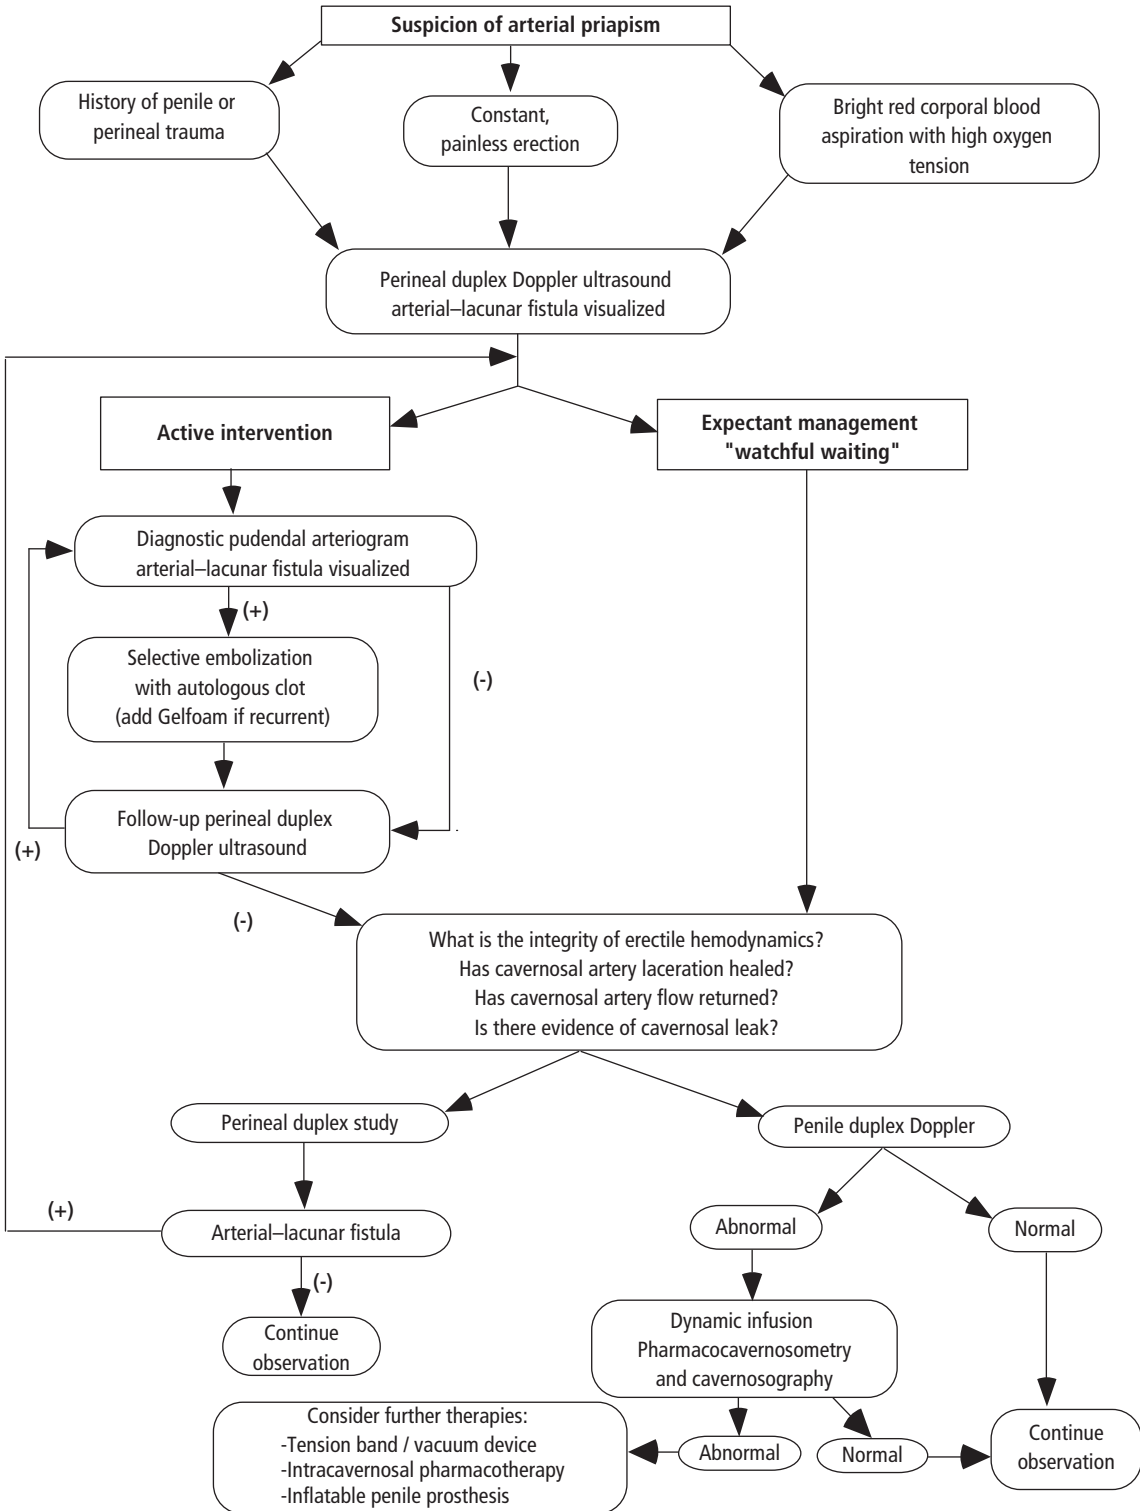 Suspicion of arterial priapism
History of penile or
perineal trauma
Constant,
painless erection
Bright red corporal blood
aspiration with high oxygen
tension
Perineal duplex Doppler ultrasound
arterial–lacunar fistula visualized
Active intervention
Expectant management
"watchful waiting"
Diagnostic pudendal arteriogram
arterial–lacunar fistula visualized
(+)
Selective embolization
with autologous clot
(add Gelfoam if recurrent)
(-)
Follow-up perineal duplex
Doppler ultrasound
(+)
(-)
What is the integrity of erectile hemodynamics?
Has cavernosal artery laceration healed?
Has cavernosal artery flow returned?
Is there evidence of cavernosal leak?
Perineal duplex study
Penile duplex Doppler
(+)
Arterial–lacunar fistula
Abnormal
Normal
(-)
Continue
observation
Dynamic infusion
Pharmacocavernosometry
and cavernosography
Consider further therapies:
-Tension band / vacuum device
-Intracavernosal pharmacotherapy
-Inflatable penile prosthesis
Abnormal
Normal
Continue
observation